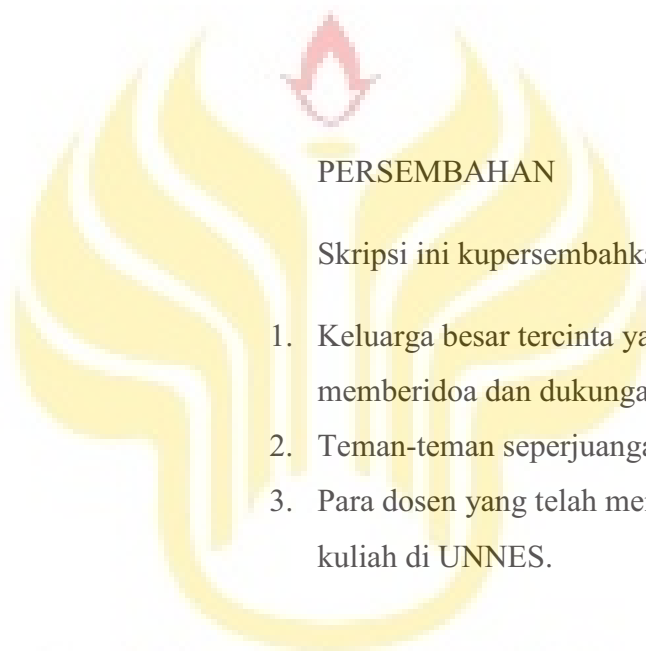 PERSEMBAHAN
Skripsi ini kupersembahka
1. Keluarga besar tercinta ya
memberidoa dan dukunga
2. Teman-teman seperjuanga
3. Para dosen yang telah mer
kuliah di UNNES.